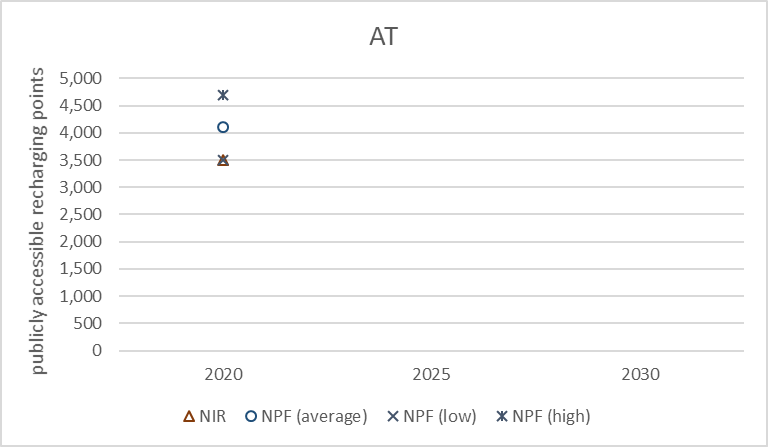 AT
publicly accessible recharging points
5,000
4,500
4,000
3,500
3,000
2,500
2,000
1,500
1,000
500
0
2020 2025 2030
NIR NPF (average) NPF (low) NPF (high)